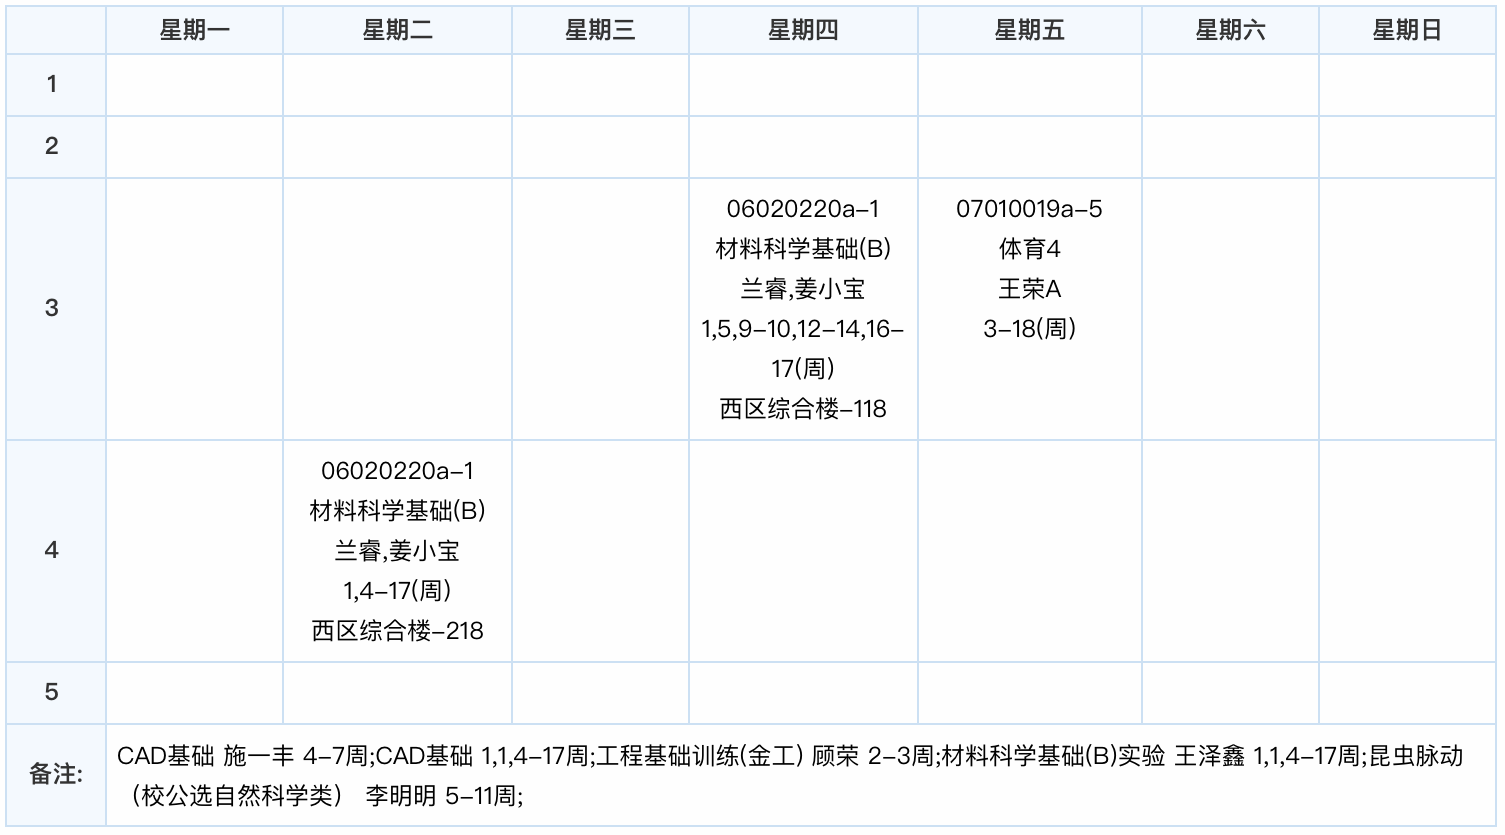 星期一 星期二 星期三 星期四 星期五 星期六 星期日
1
2
3
06020220a-1
材料科学基础(B)
兰睿,姜小宝
1,5,9-10,12-14,16-
17(周)
西区综合楼-118
07010019a-5
体育4
王荣A
3-18(周)
4
06020220a-1
材料科学基础(B)
兰睿,姜小宝
1,4-17(周)
西区综合楼-218
5
备注:
CAD基础 施一丰 4-7周;CAD基础 1,1,4-17周;工程基础训练(金工) 顾荣 2-3周;材料科学基础(B)实验 王泽鑫 1,1,4-17周;昆虫脉动
（校公选自然科学类） 李明明 5-11周;